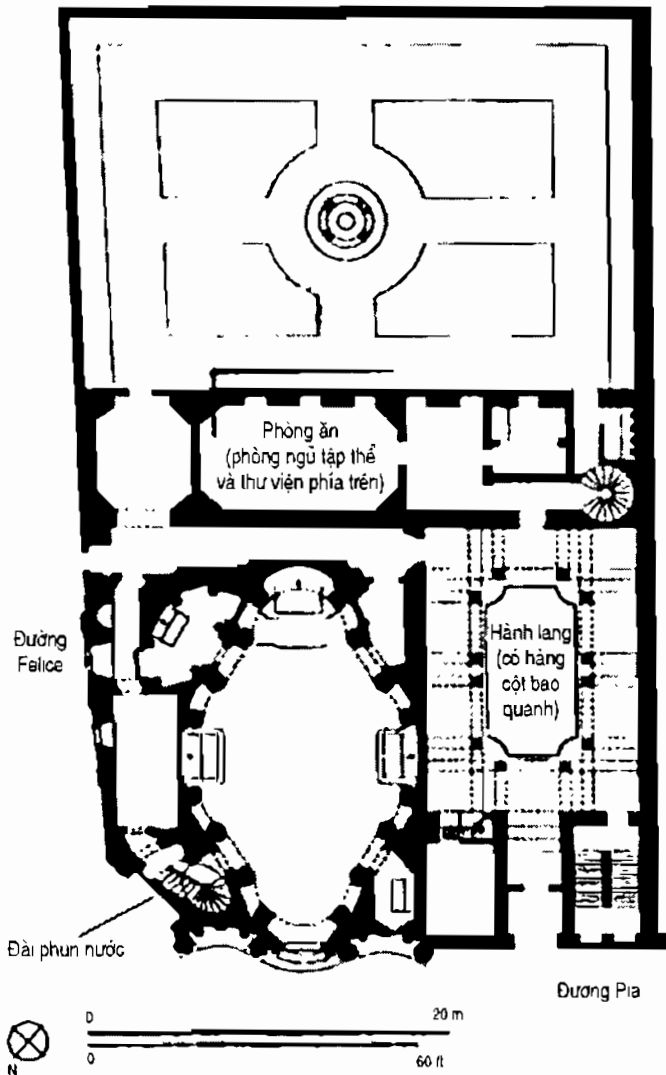 Phòng ăn
(phòng ngủ tập thể
và thư viện phía trên)
Đường
Felice
Hành lang
(có hàng
cột bao
quanh)
Đài phun nước
Đương Pia
0 20 m
0 60 ft
N